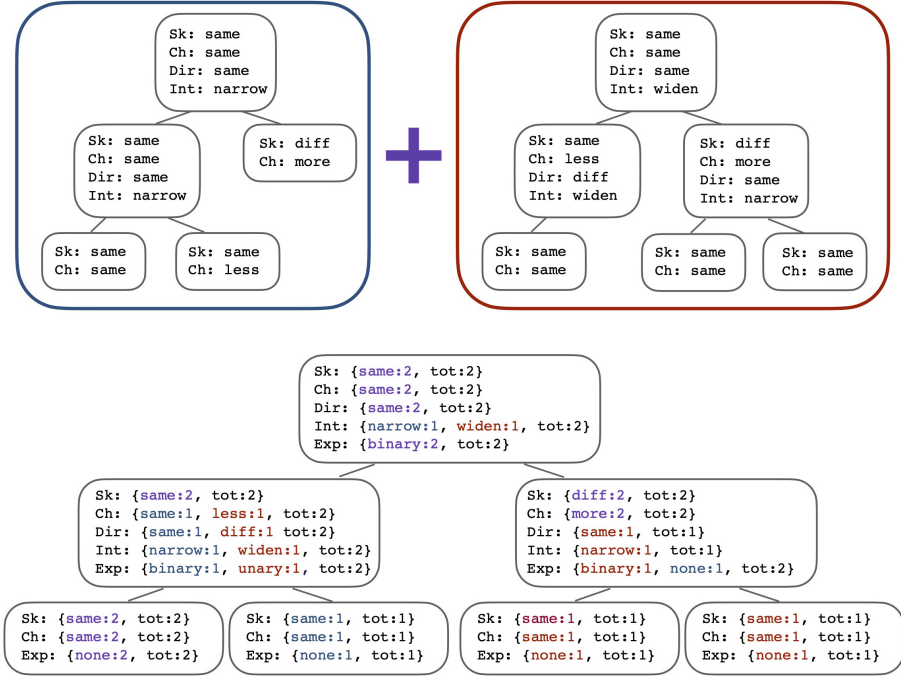 Sk: same
Ch: same
Dir: same
Int: narrow
Sk: same
Ch: same
Dir: same
Int: narrow
Sk: diff
Ch: more
Sk: same
Ch: same
Sk: same
Ch: less
+
Sk: same
Ch: same
Dir: same
Int: widen
Sk: same
Ch: less
Dir: diff
Int: widen
Sk: diff
Ch: more
Dir: same
Int: narrow
Sk: same
Ch: same
Sk: same
Ch: same
Sk: same
Ch: same
Sk: {same:2, tot:2}
Ch: {same:2, tot:2}
Dir: {same:2, tot:2}
Int: {narrow:1, widen:1, tot:2}
Exp: {binary:2, tot:2}
Sk: {same:2, tot:2}
Ch: {same:1, less:1, tot:2}
Dir: {same:1, diff:1 tot:2}
Int: {narrow:1, widen:1, tot:2}
Exp: {binary:1, unary:1, tot:2}
Sk: {diff:2, tot:2}
Ch: {more:2, tot:2}
Dir: {same:1, tot:1}
Int: {narrow:1, tot:1}
Exp: {binary:1, none:1, tot:2}
Sk: {same:2, tot:2}
Ch: {same:2, tot:2}
Exp: {none:2, tot:2}
Sk: {same:1, tot:1}
Ch: {same:1, tot:1}
Exp: {none:1, tot:1}
Sk: {same:1, tot:1}
Ch: {same:1, tot:1}
Exp: {none:1, tot:1}
Sk: {same:1, tot:1}
Ch: {same:1, tot:1}
Exp: {none:1, tot:1}